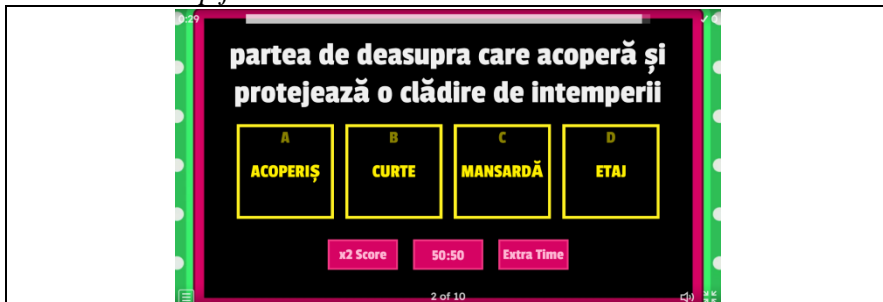 0:29
✓ 0
partea de deasupra care acoperă și
protejează o clădire de intemperii
A B C D
ACOPERIȘ CURTE MANSARDĂ ETAJ
x2 Score 50:50 Extra Time
2 of 10